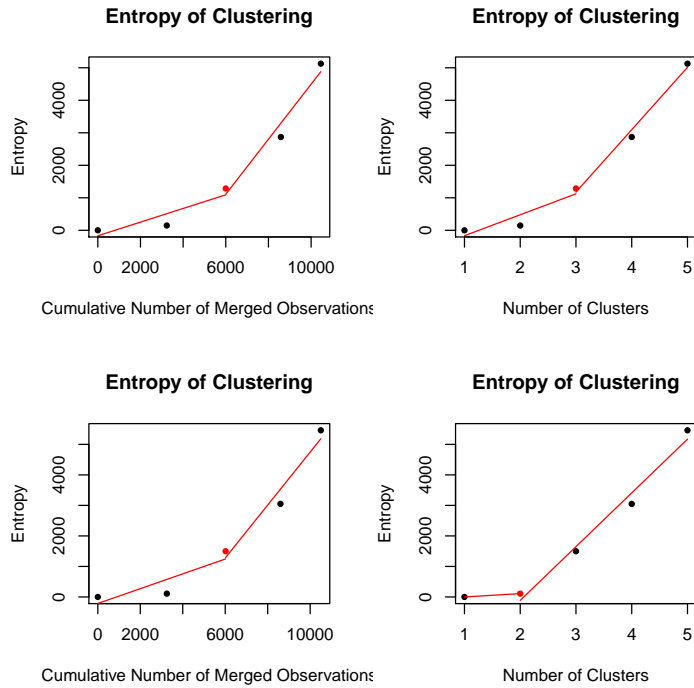 Entropy of Clustering
Entropy
4000
2000
0
0 2000 6000 10000
Cumulative Number of Merged Observations
Entropy of Clustering
Entropy
4000
2000
0
1 2 3 4 5
Number of Clusters
Entropy of Clustering
Entropy
4000
2000
0
0 2000 6000 10000
Cumulative Number of Merged Observations
Entropy of Clustering
Entropy
4000
2000
0
1 2 3 4 5
Number of Clusters